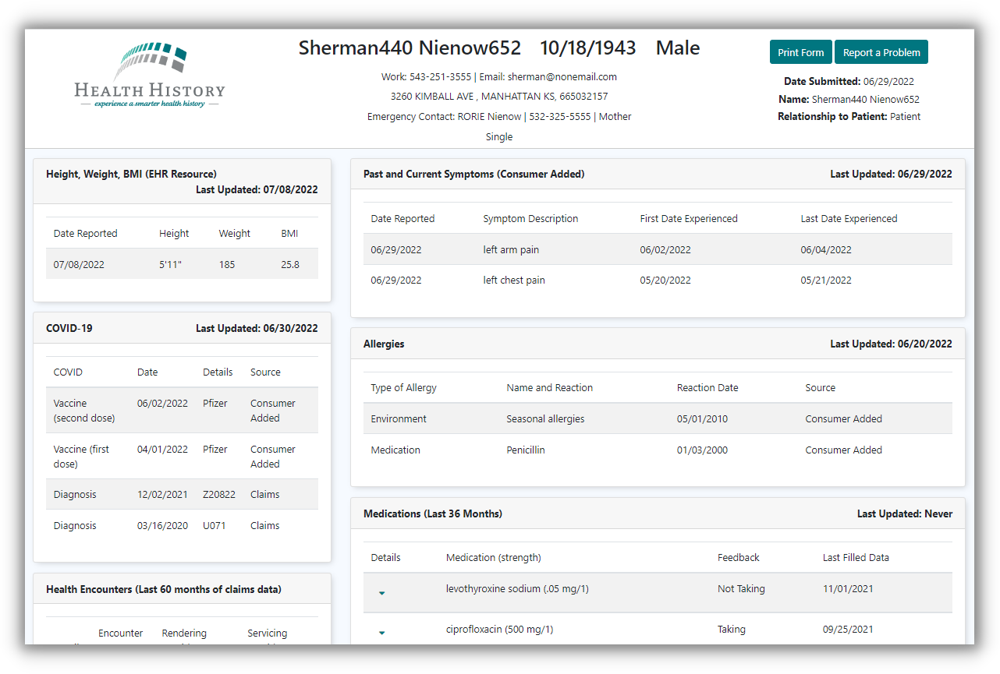 HEALTH HISTORY
experience a smarter health history
Sherman440 Nienow652 10/18/1943 Male
Work: 543-251-3555 | Email: sherman@nonemail.com
3260 KIMBALL AVE , MANHATTAN KS, 665032157
Emergency Contact: RORIE Nienow | 532-325-5555 | Mother
Single
Print Form Report a Problem
Date Submitted: 06/29/2022
Name: Sherman440 Nienow652
Relationship to Patient: Patient
Height, Weight, BMI (EHR Resource)
Last Updated: 07/08/2022
Date Reported Height Weight BMI
07/08/2022 5'11" 185 25.8
COVID-19 Last Updated: 06/30/2022
COVID Date Details Source
Vaccine 06/02/2022 Pfizer Consumer
(second dose) Added
Vaccine (first 04/01/2022 Pfizer Consumer
dose) Added
Diagnosis 12/02/2021 Z20822 Claims
Diagnosis 03/16/2020 U071 Claims
Health Encounters (Last 60 months of claims data)
Encounter Rendering Servicing
Past and Current Symptoms (Consumer Added) Last Updated: 06/29/2022
Date Reported Symptom Description First Date Experienced Last Date Experienced
06/29/2022 left arm pain 06/02/2022 06/04/2022
06/29/2022 left chest pain 05/20/2022 05/21/2022
Allergies Last Updated: 06/20/2022
Type of Allergy Name and Reaction Reaction Date Source
Environment Seasonal allergies 05/01/2010 Consumer Added
Medication Penicillin 01/03/2000 Consumer Added
Medications (Last 36 Months) Last Updated: Never
Details Medication (strength) Feedback Last Filled Data
levothyroxine sodium (.05 mg/1) Not Taking 11/01/2021
ciprofloxacin (500 mg/1) Taking 09/25/2021